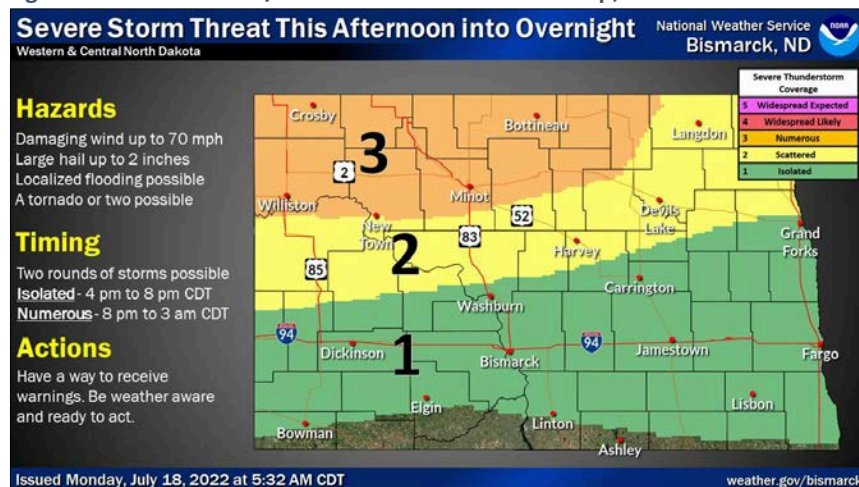 Severe Storm Threat This Afternoon into Overnight
Western & Central North Dakota
National Weather Service
Bismarck, ND
NOAA
Hazards
Damaging wind up to 70 mph
Large hail up to 2 inches
Localized flooding possible
A tornado or two possible
Timing
Two rounds of storms possible
Isolated - 4 pm to 8 pm CDT
Numerous - 8 pm to 3 am CDT
Actions
Have a way to receive
warnings. Be weather aware
and ready to act.
Severe Thunderstorm
Coverage
5 Widespread Expected
4 Widespread Likely
3 Numerous
2 Scattered
1 Isolated
Crosby
Bottineau
Langdon
3
2
Williston
Minot
New
Town
52
Devils
Lake
83
Grand
Forks
85
2
Harvey
Carrington
Washburn
94
Dickinson
1
Bismarck
94
Jamestown
Fargo
Elgin
Lisbon
Bowman
Linton
Ashley
Issued Monday, July 18, 2022 at 5:32 AM CDT
weather.gov/bismarck